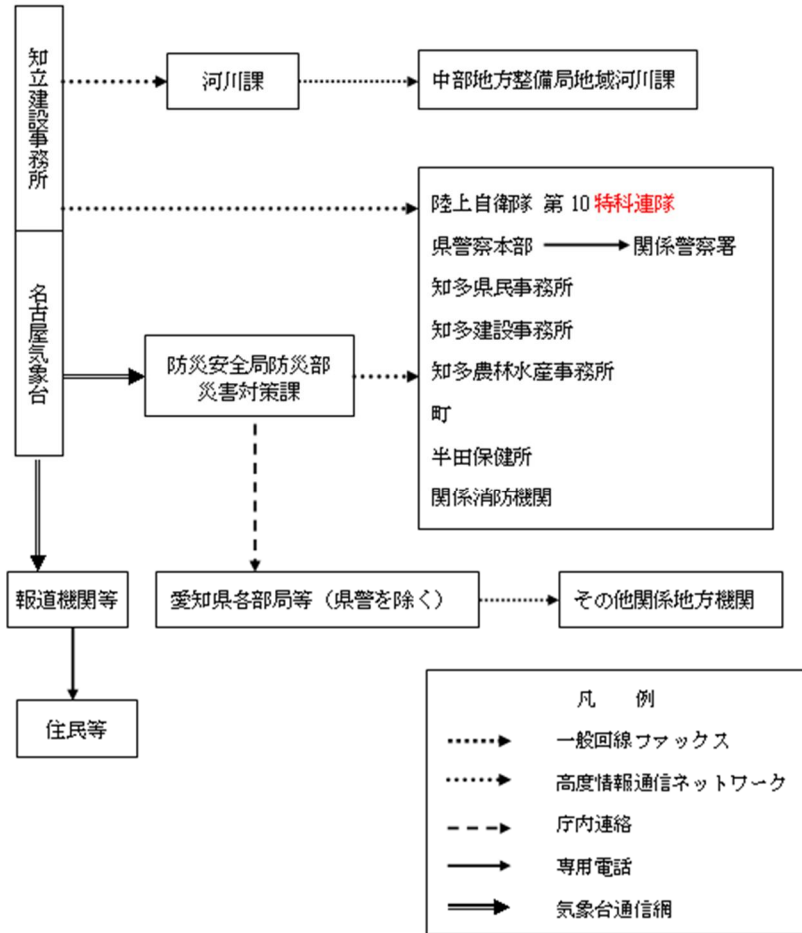 知立建設事務所
河川課
中部地方整備局地域河川課
陸上自衛隊 第10特科連隊
県警察本部
関係警察署
知多県民事務所
知多建設事務所
知多農林水産事務所
町
半田保健所
関係消防機関
名古屋気象台
防災安全局防災部
災害対策課
報道機関等
愛知県各部局等（県警を除く）
その他関係地方機関
住民等
凡 例
一般回線ファックス
高度情報通信ネットワーク
庁内連絡
専用電話
気象台通信網